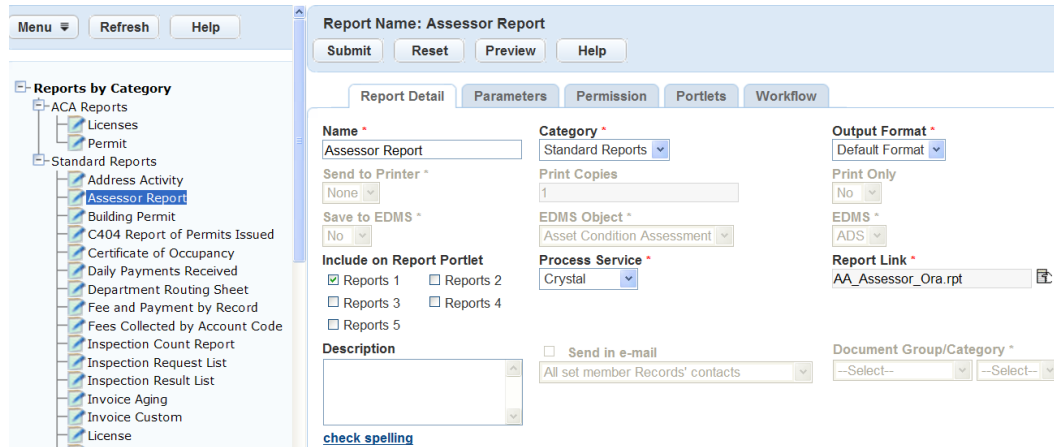 Menu Refresh Help
Reports by Category
ACA Reports
Licenses
Permit
Standard Reports
Address Activity
Assessor Report
Building Permit
C404 Report of Permits Issued
Certificate of Occupancy
Daily Payments Received
Department Routing Sheet
Fee and Payment by Record
Fees Collected by Account Code
Inspection Count Report
Inspection Request List
Inspection Result List
Invoice Aging
Invoice Custom
License
Report Name: Assessor Report
Submit Reset Preview Help
Report Detail Parameters Permission Portlets Workflow
Name * Category * Output Format *
Assessor Report Standard Reports Default Format
Send to Printer * Print Copies Print Only
None 1 No
Save to EDMS * EDMS Object * EDMS *
No Asset Condition Assessment ADS
Include on Report Portlet Process Service * Report Link *
Reports 1 Reports 2 Crystal AA_Assessor_Ora.rpt
Reports 3 Reports 4
Reports 5
Description Send in e-mail Document Group/Category *
All set member Records' contacts --Select-- --Select--
check spelling